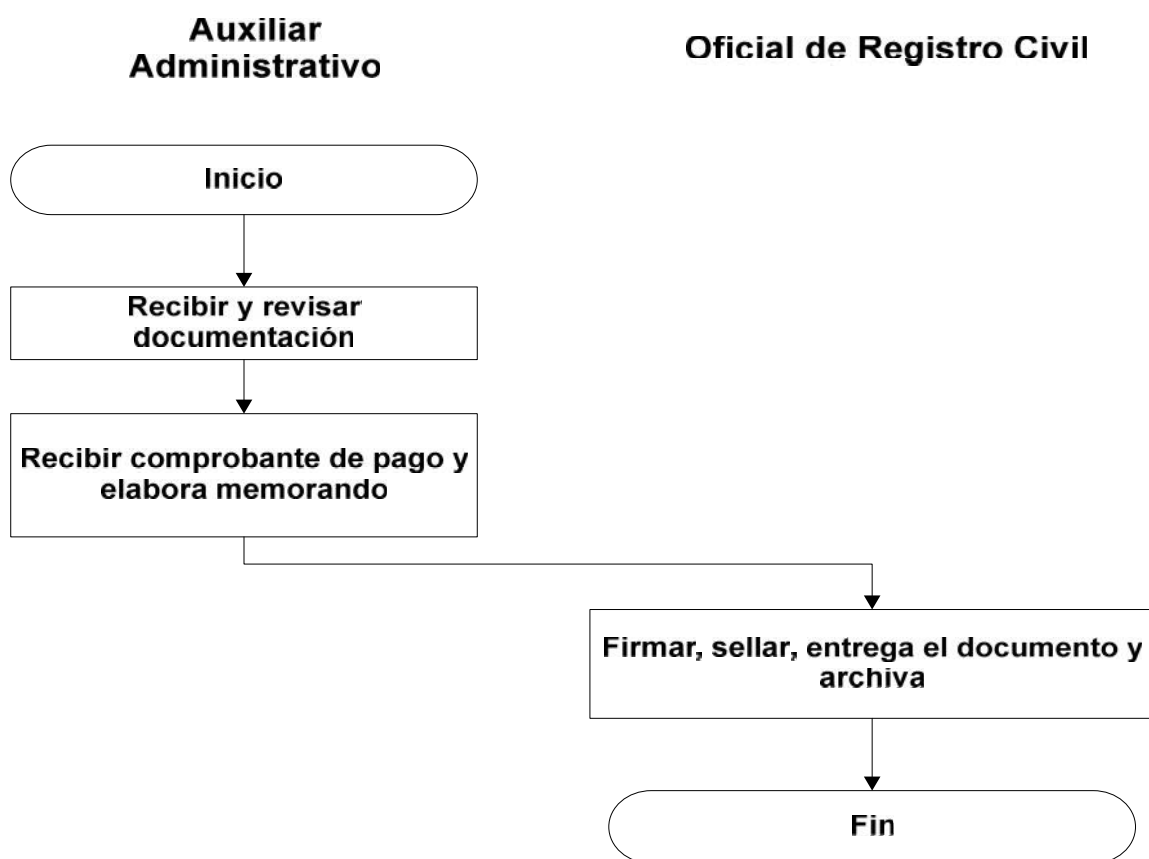 Auxiliar
Administrativo
Oficial de Registro Civil
Inicio
Recibir y revisar
documentación
Recibir comprobante de pago y
elabora memorando
Firmar, sellar, entrega el documento y
archiva
Fin